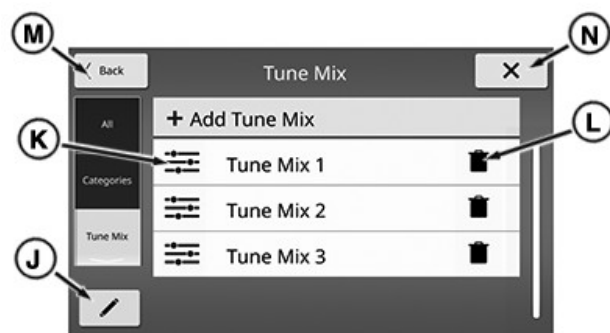 M
N
Back
Tune Mix
All
+ Add Tune Mix
K
L
Tune Mix 1
Categories
Tune Mix 2
Tune Mix
Tune Mix 3
J